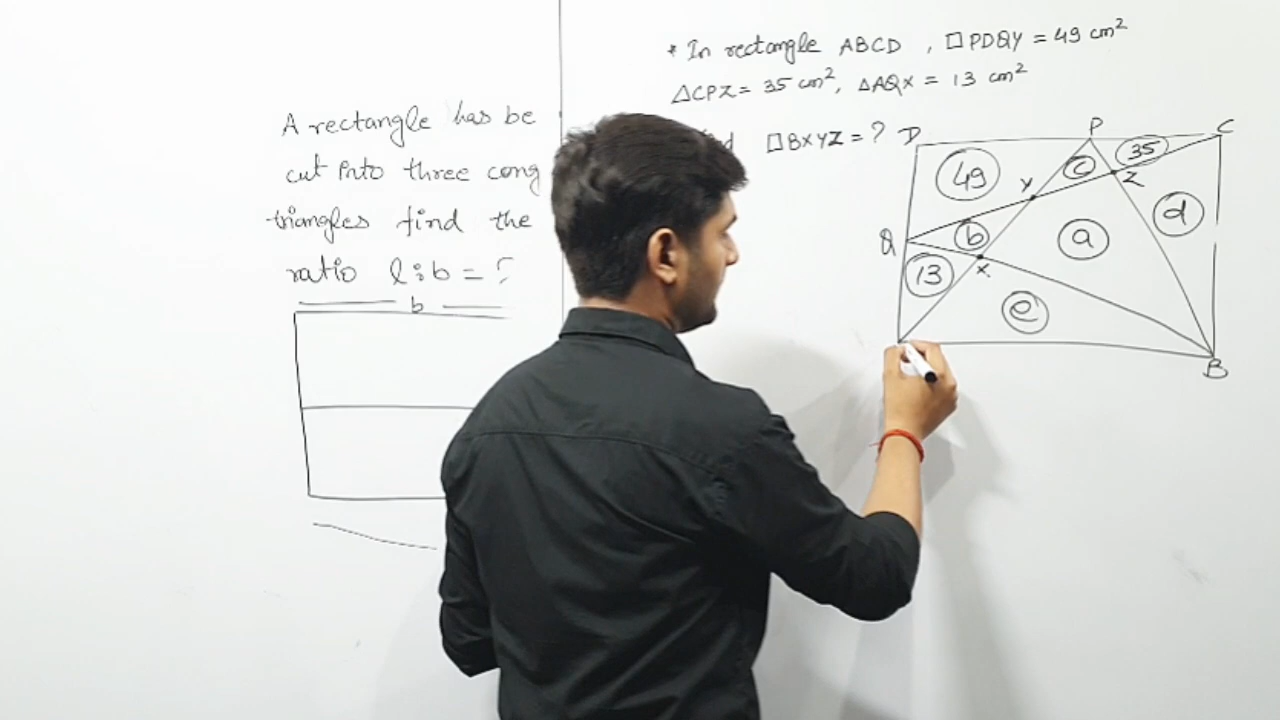 A rectangle has be
cut into three cong
triangles find the
ratio l:b = ?
b
* In rectangle ABCD, □PDQY = 49 cm²
△CPZ = 35 cm², △AQX = 13 cm²
□BXYZ = ?
D
P
C
49
c
35
Y
Z
d
Q
b
a
13
X
e
B